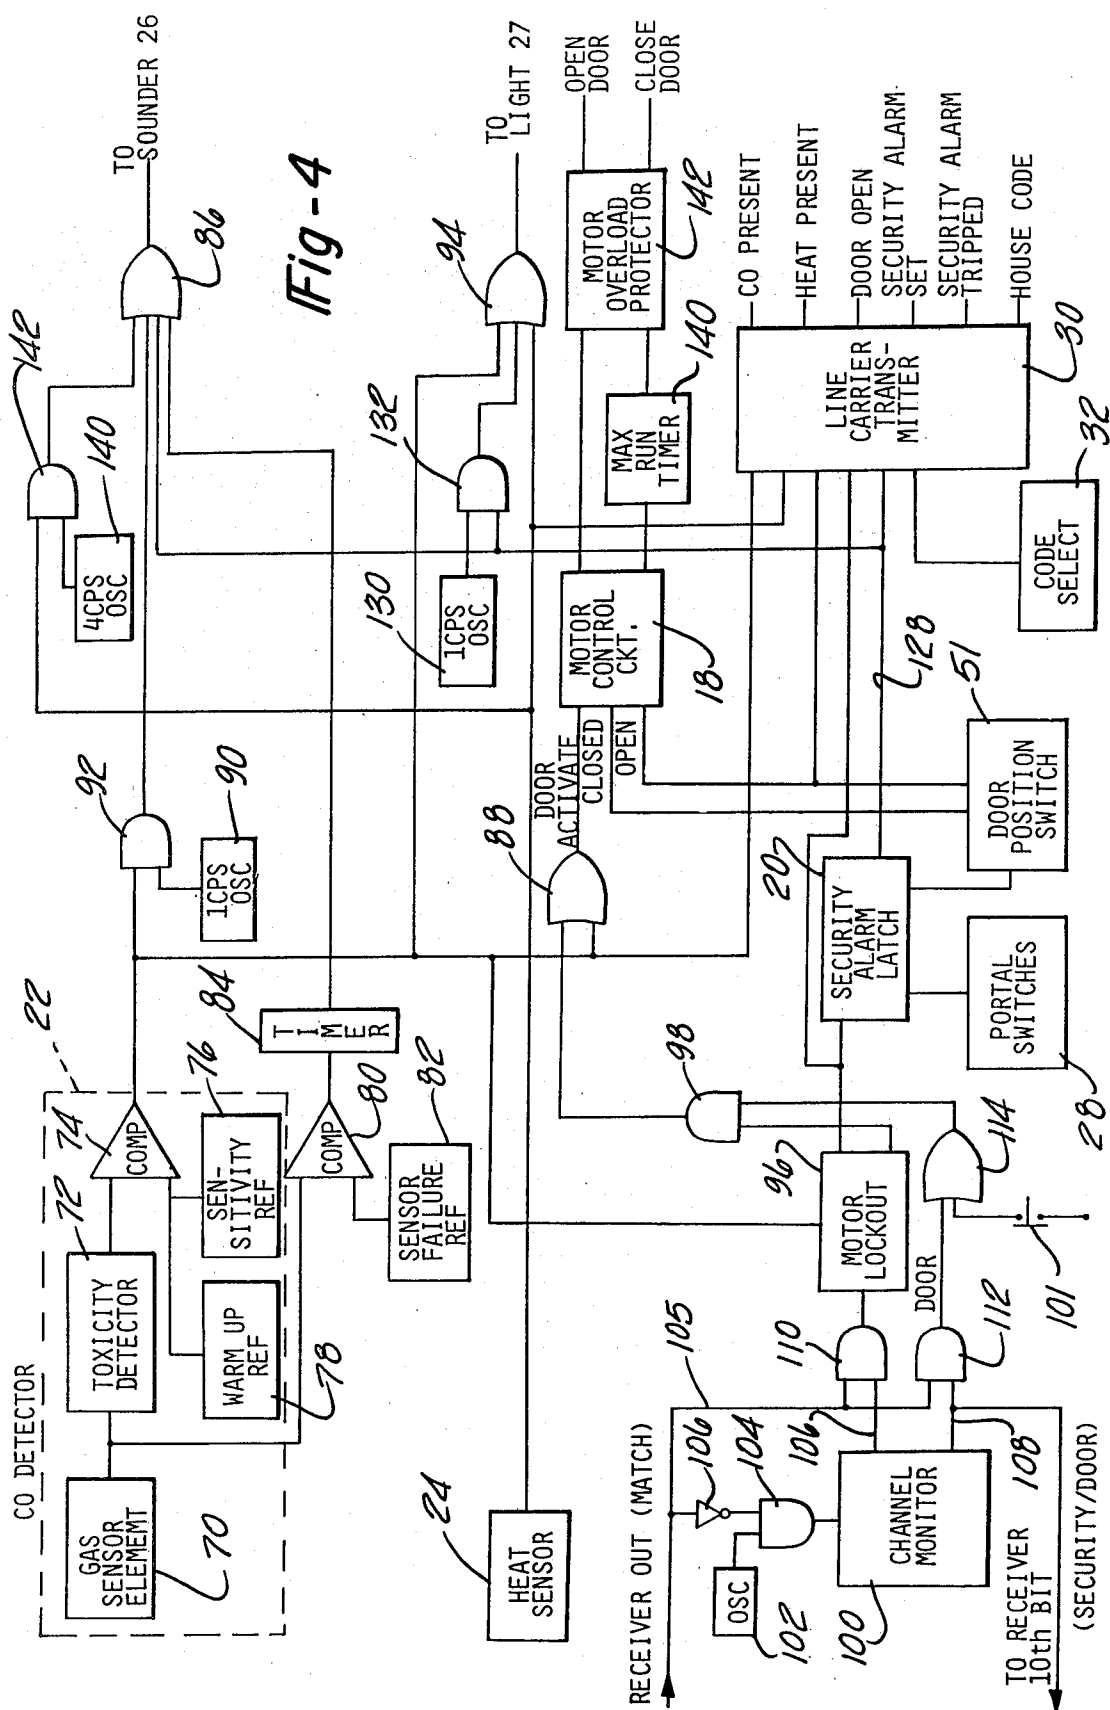 CO DETECTOR
22
GAS
SENSOR
ELEMEMT
70
TOXICITY
DETECTOR
72
COMP
74
SEN-
SITIVITY
REF
76
WARM UP
REF
78
COMP
80
SENSOR
FAILURE
REF
82
TIMER
84
92
1CPS
OSC
90
4CPS
OSC
140
142
86
TO
SOUNDER 26
Fig-4
HEAT
SENSOR
24
88
DOOR
ACTIVATE
CLOSED
OPEN
MOTOR
CONTROL
CKT.
18
1CPS
OSC
130
132
94
TO
LIGHT 27
MAX
RUN
TIMER
140
MOTOR
OVERLOAD
PROTECTOR
142
OPEN
DOOR
CLOSE
DOOR
RECEIVER OUT (MATCH)
105
106
104
OSC
102
CHANNEL
MONITOR
100
106
108
110
112
DOOR
TO RECEIVER
10th BIT
(SECURITY/DOOR)
MOTOR
LOCKOUT
96
98
114
101
SECURITY
ALARM
LATCH
20
PORTAL
SWITCHES
28
DOOR
POSITION
SWITCH
51
128
CODE
SELECT
32
LINE
CARRIER
TRANS-
MITTER
30
CO PRESENT
HEAT PRESENT
DOOR OPEN
SECURITY ALARM
SET
SECURITY ALARM
TRIPPED
HOUSE CODE